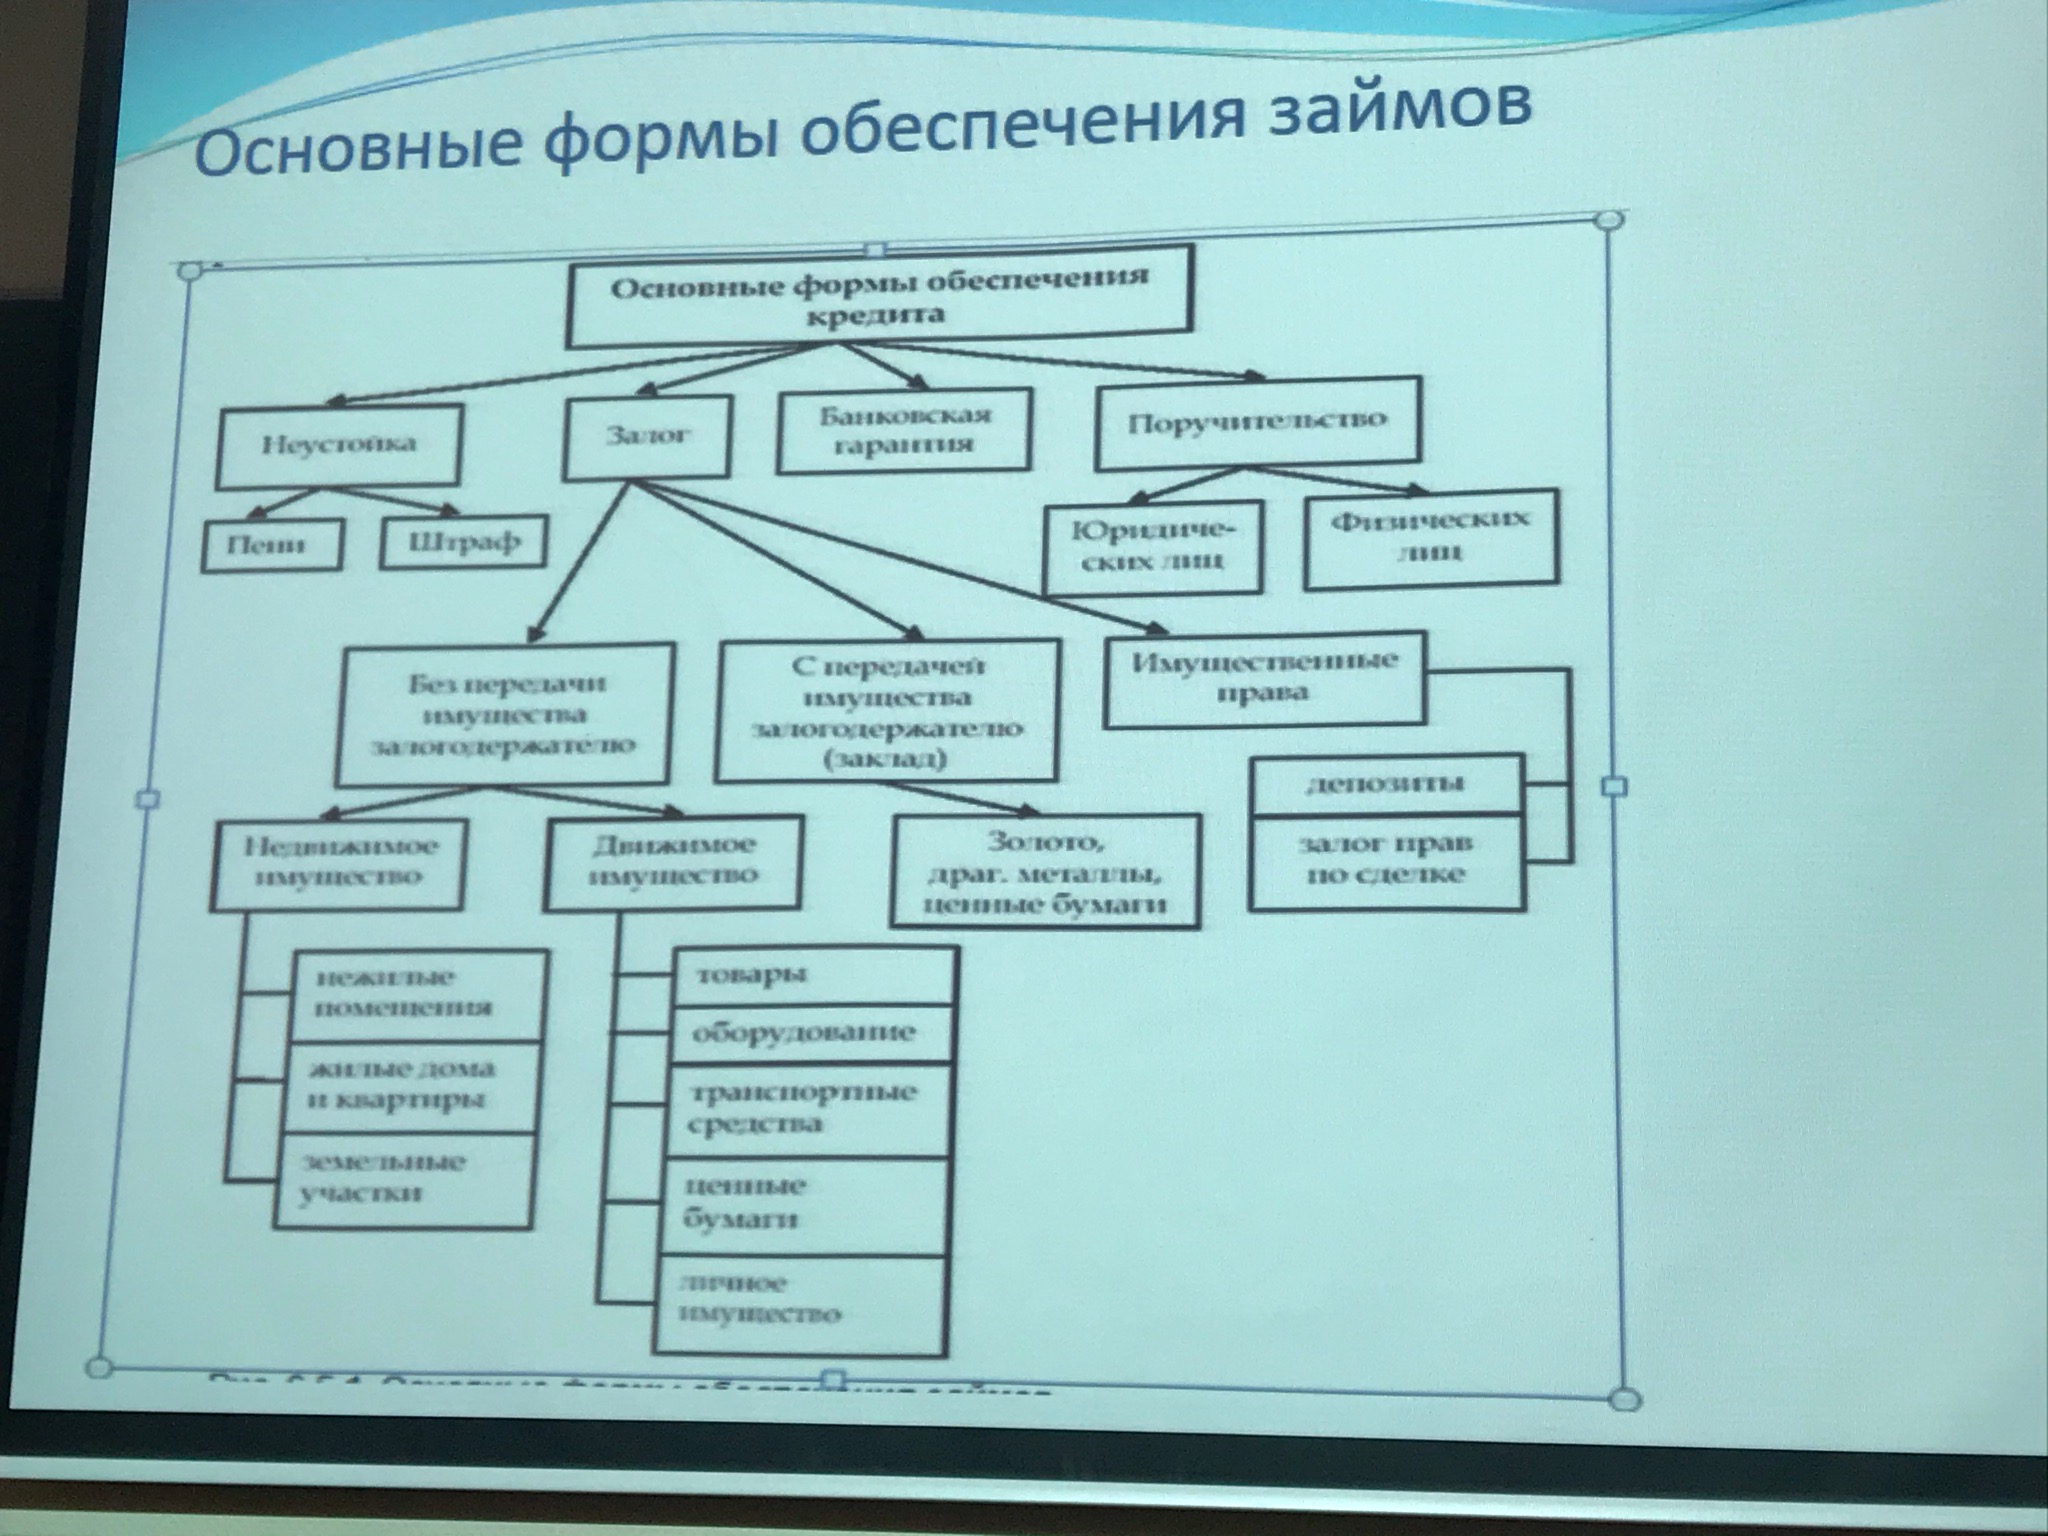 Основные формы обеспечения займов
Основные формы обеспечения
кредита
Неустойка
Залог
Банковская
гарантия
Поручительство
Пени
Штраф
Юридиче-
ских лиц
Физических
лиц
Без передачи
имущества
залогодержателю
С передачей
имущества
залогодержателю
(заклад)
Имущественные
права
депозиты
залог прав
по сделке
Недвижимое
имущество
Движимое
имущество
Золото,
драг. металлы,
ценные бумаги
нежилые
помещения
жилые дома
и квартиры
земельные
участки
товары
оборудование
транспортные
средства
ценные
бумаги
личное
имущество